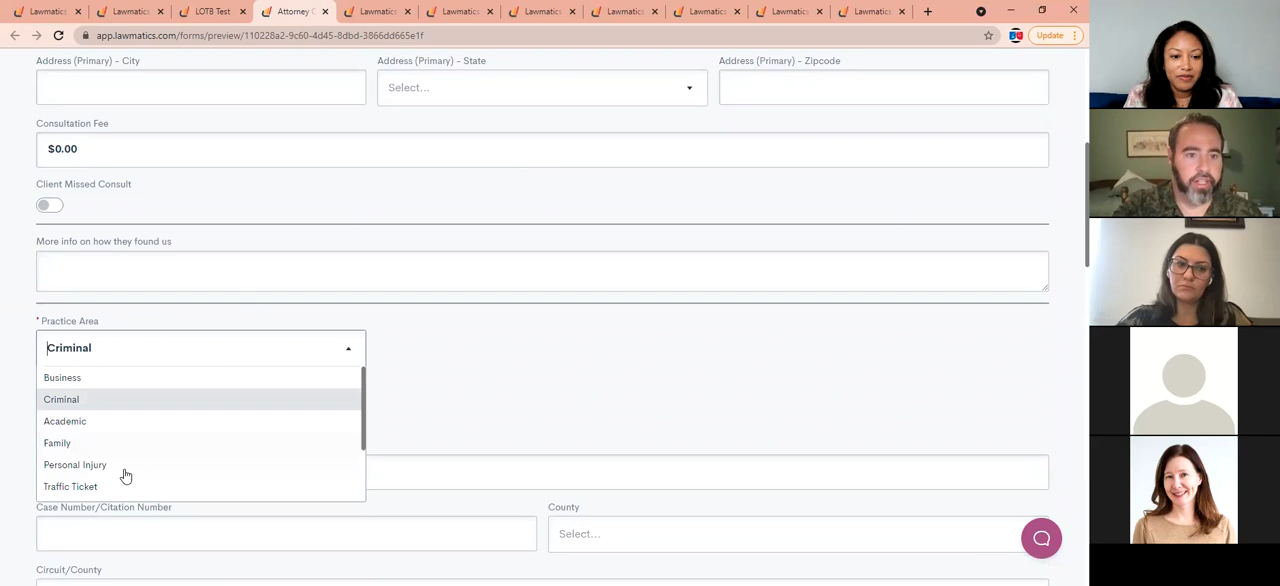 Lawmatics Lawmatics LOTB Test Attorney C Lawmatics Lawmatics Lawmatics Lawmatics Lawmatics Lawmatics Lawmatics
app.lawmatics.com/forms/preview/110228a2-9c60-4d45-8dbd-3866dd665e1f Update
Address (Primary) - City Address (Primary) - State Address (Primary) - Zipcode
Select...
Consultation Fee
$0.00
Client Missed Consult
More info on how they found us
* Practice Area
Criminal
Business
Criminal
Academic
Family
Personal Injury
Traffic Ticket
Case Number/Citation Number County
Select...
Circuit/County